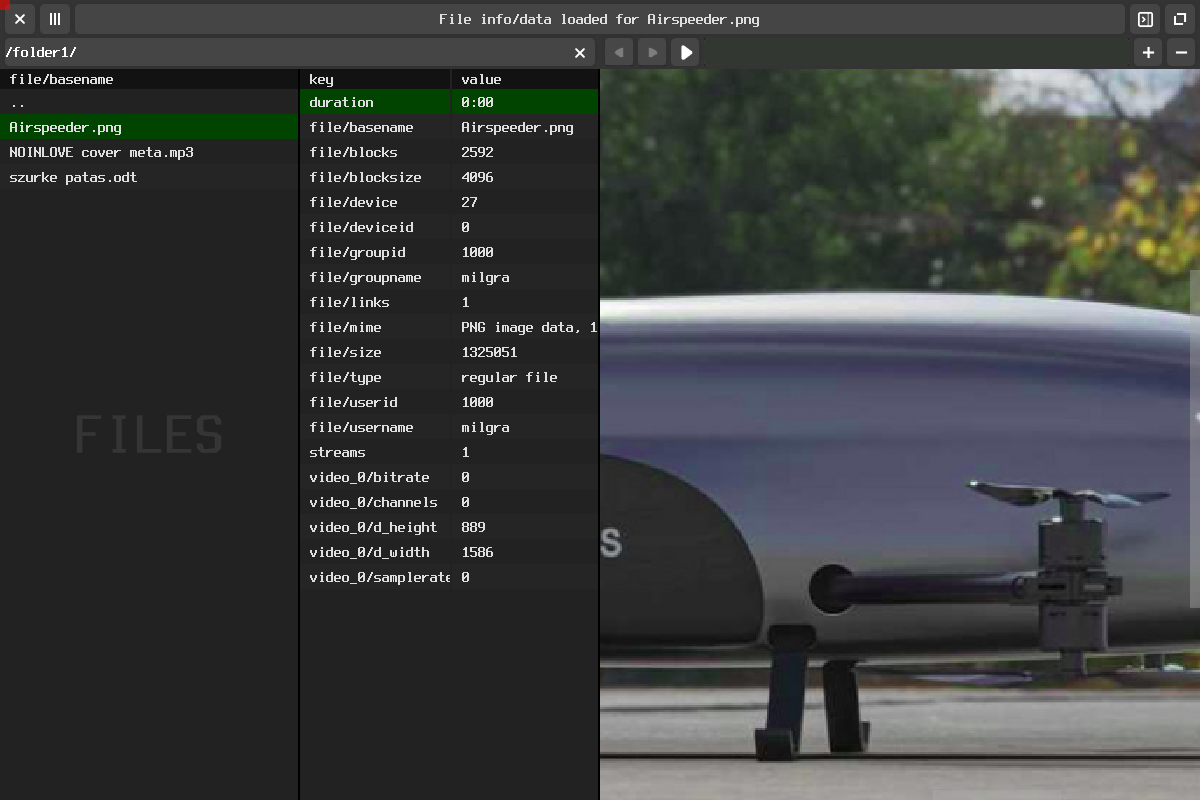 File info/data loaded for Airspeeder.png
/folder1/
file/basename
..
Airspeeder.png
NOINLOVE cover meta.mp3
szurke patas.odt
FILES
key value
duration 0:00
file/basename Airspeeder.png
file/blocks 2592
file/blocksize 4096
file/device 27
file/deviceid 0
file/groupid 1000
file/groupname milgra
file/links 1
file/mime PNG image data, 1
file/size 1325051
file/type regular file
file/userid 1000
file/username milgra
streams 1
video_0/bitrate 0
video_0/channels 0
video_0/d_height 889
video_0/d_width 1586
video_0/samplerate 0
S